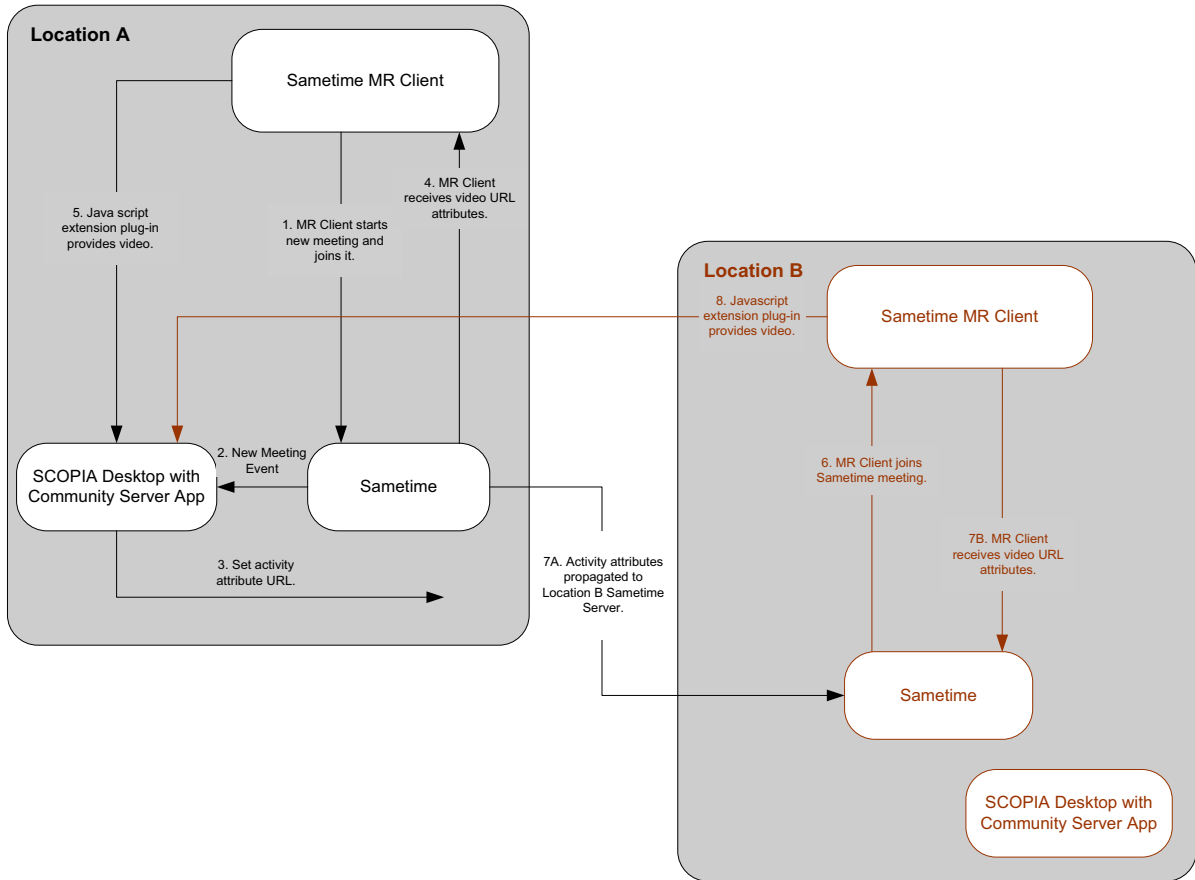 Location A
Sametime MR Client
4. MR Client
receives video URL
attributes.
5. Java script
extension plug-in
provides video.
1. MR Client starts
new meeting and
joins it.
2. New Meeting
Event
SCOPIA Desktop with
Community Server App
Sametime
3. Set activity
attribute URL.
7A. Activity attributes
propagated to
Location B Sametime
Server.
Location B
8. Javascript
extension plug-in
provides video.
Sametime MR Client
6. MR Client joins
Sametime meeting.
7B. MR Client
receives video URL
attributes.
Sametime
SCOPIA Desktop with
Community Server App